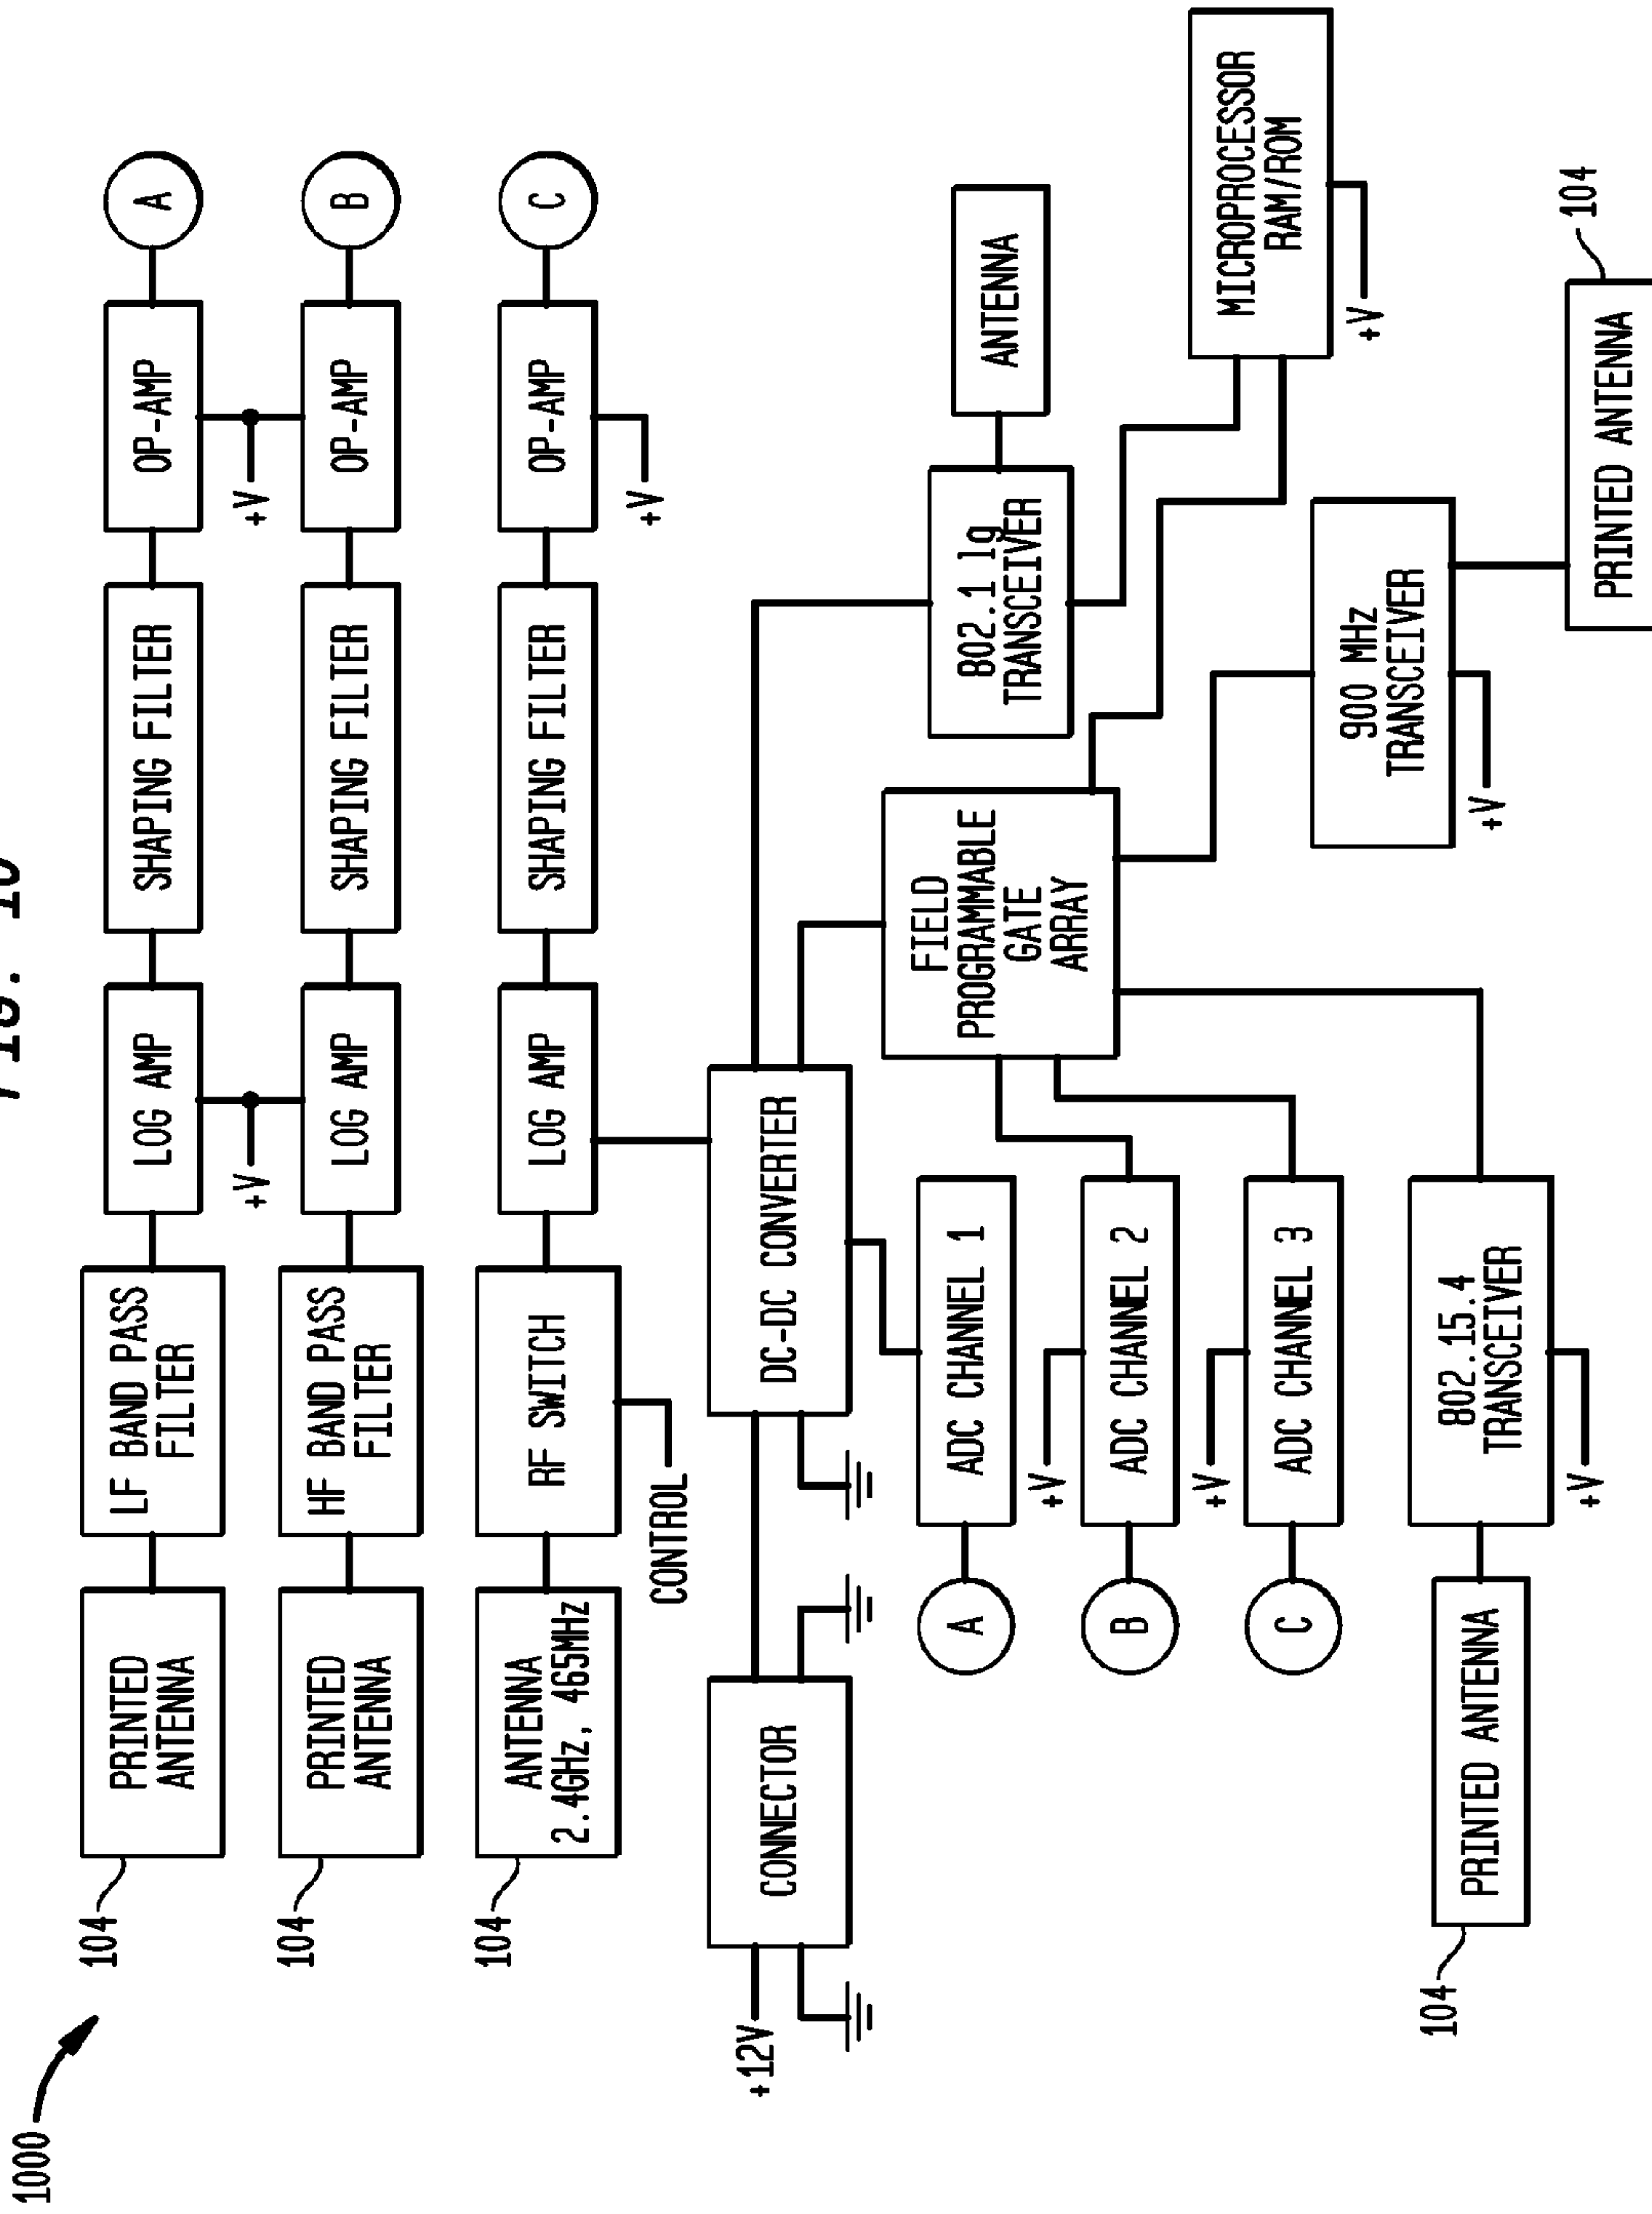 FIG. 10
1000
104
PRINTED
ANTENNA
LF BAND PASS
FILTER
LOG AMP
SHAPING FILTER
OP-AMP
A
+V
+V
104
PRINTED
ANTENNA
HF BAND PASS
FILTER
LOG AMP
SHAPING FILTER
OP-AMP
B
104
ANTENNA
2.4GHz, 465MHz
RF SWITCH
LOG AMP
SHAPING FILTER
OP-AMP
C
CONTROL
+V
+12V
CONNECTOR
DC-DC CONVERTER
802.1 1g
TRANSCEIVER
ANTENNA
A
ADC CHANNEL 1
FIELD
PROGRAMMABLE
GATE
ARRAY
+V
B
ADC CHANNEL 2
MICROPROCESSOR
RAM/ROM
+V
+V
C
ADC CHANNEL 3
900 MHz
TRANSCEIVER
+V
104
PRINTED ANTENNA
802.15.4
TRANSCEIVER
+V
PRINTED ANTENNA
104